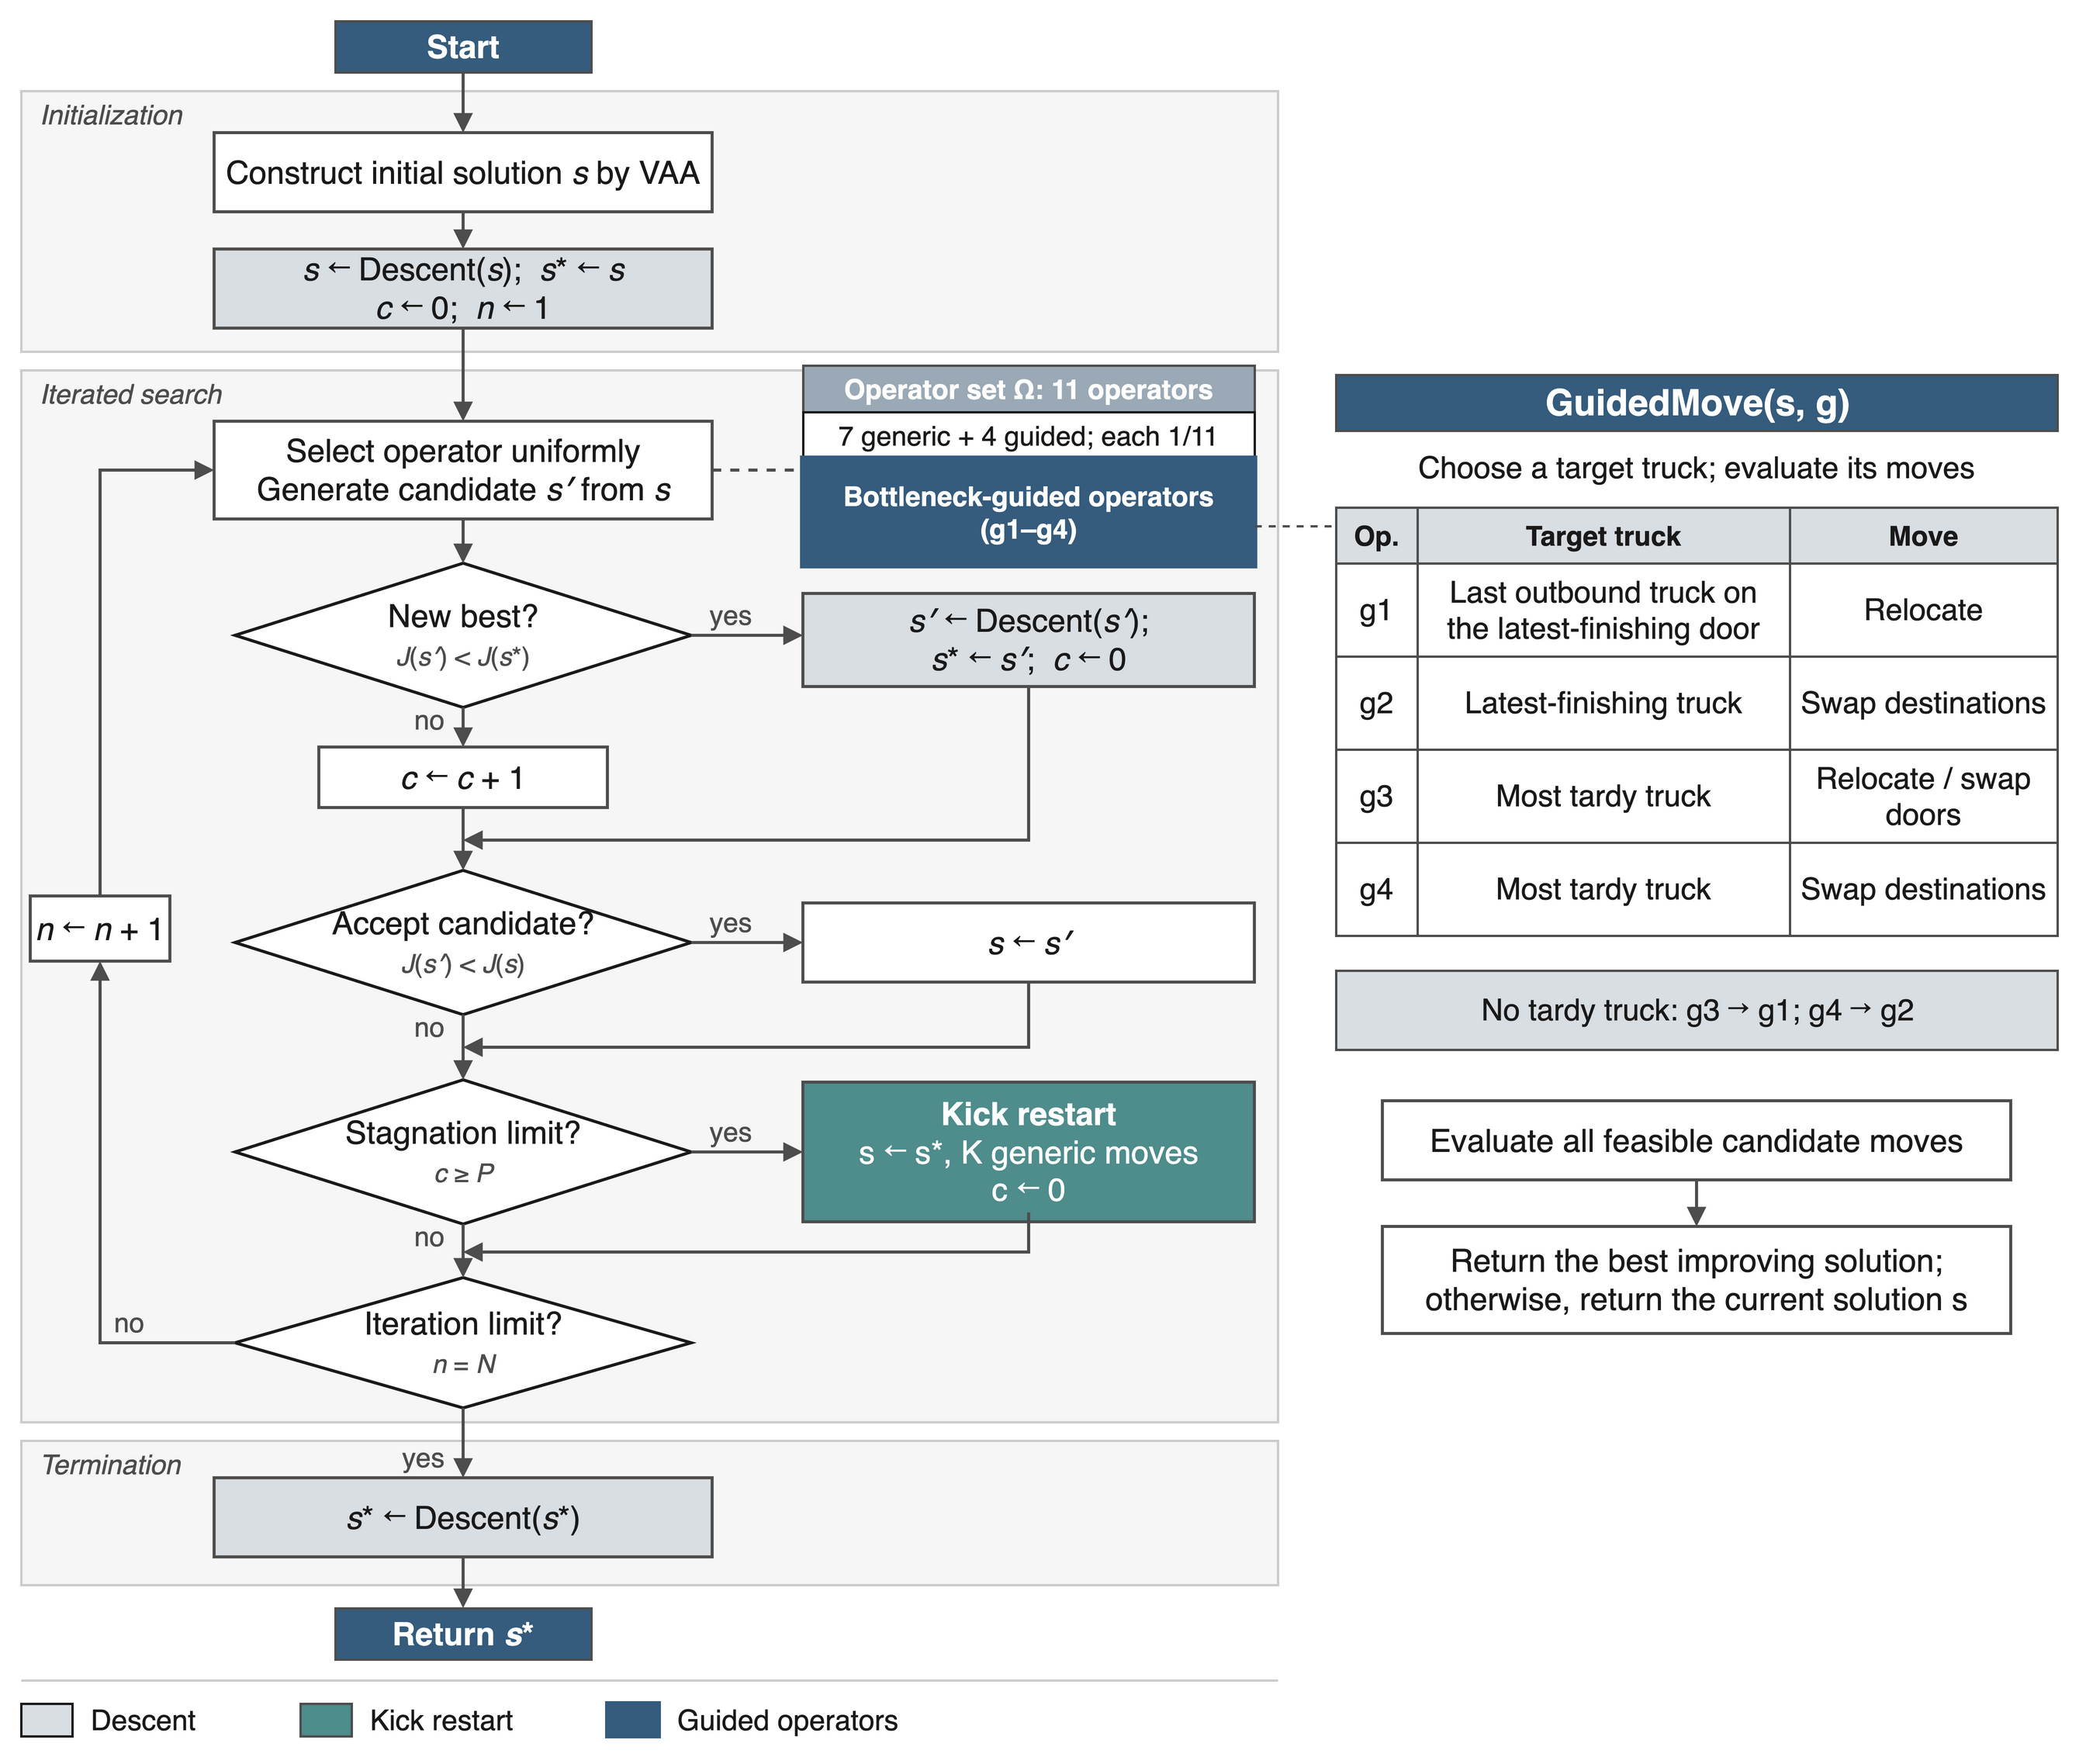 Start
Initialization
Construct initial solution s by VAA
s ← Descent(s); s* ← s
c ← 0; n ← 1
Iterated search
Select operator uniformly
Generate candidate s′ from s
Operator set Ω: 11 operators
7 generic + 4 guided; each 1/11
Bottleneck-guided operators
(g1–g4)
New best?
J(s′) < J(s*)
yes
s′ ← Descent(s′);
s* ← s′; c ← 0
no
c ← c + 1
n ← n + 1
Accept candidate?
J(s′) < J(s)
yes
s ← s′
no
Stagnation limit?
c ≥ P
yes
Kick restart
s ← s*, K generic moves
c ← 0
no
Iteration limit?
n = N
no
yes
Termination
s* ← Descent(s*)
Return s*
Descent
Kick restart
Guided operators
GuidedMove(s, g)
Choose a target truck; evaluate its moves
Op. Target truck Move
g1 Last outbound truck on the latest-finishing door Relocate
g2 Latest-finishing truck Swap destinations
g3 Most tardy truck Relocate / swap doors
g4 Most tardy truck Swap destinations
No tardy truck: g3 → g1; g4 → g2
Evaluate all feasible candidate moves
Return the best improving solution;
otherwise, return the current solution s